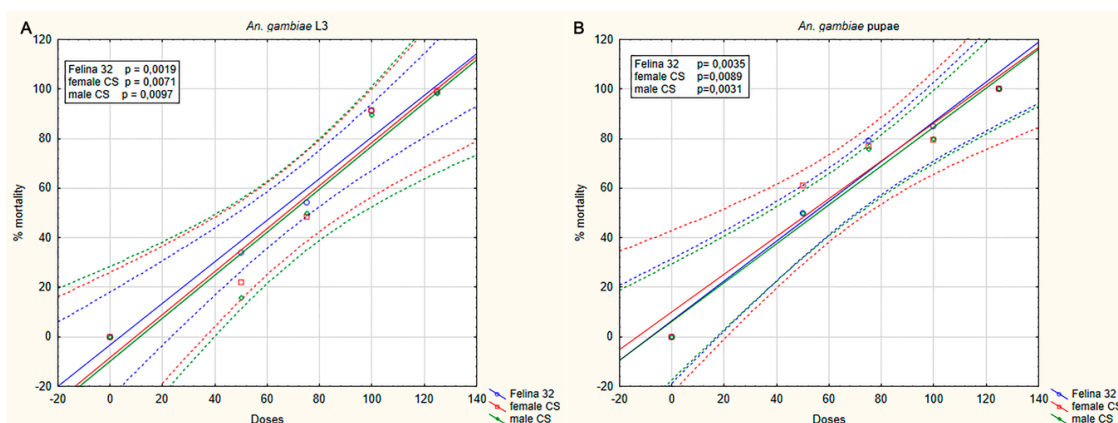 A
An. gambiae L3
Felina 32 p = 0,0019
female CS p = 0,0071
male CS p = 0,0097
120
100
80
60
40
20
0
-20
% mortality
-20 0 20 40 60 80 100 120 140
Doses
Felina 32
female CS
male CS
B
An. gambiae pupae
Felina 32 p= 0,0035
female CS p=0,0089
male CS p=0,0031
120
100
80
60
40
20
0
-20
% mortality
-20 0 20 40 60 80 100 120 140
Doses
Felina 32
female CS
male CS